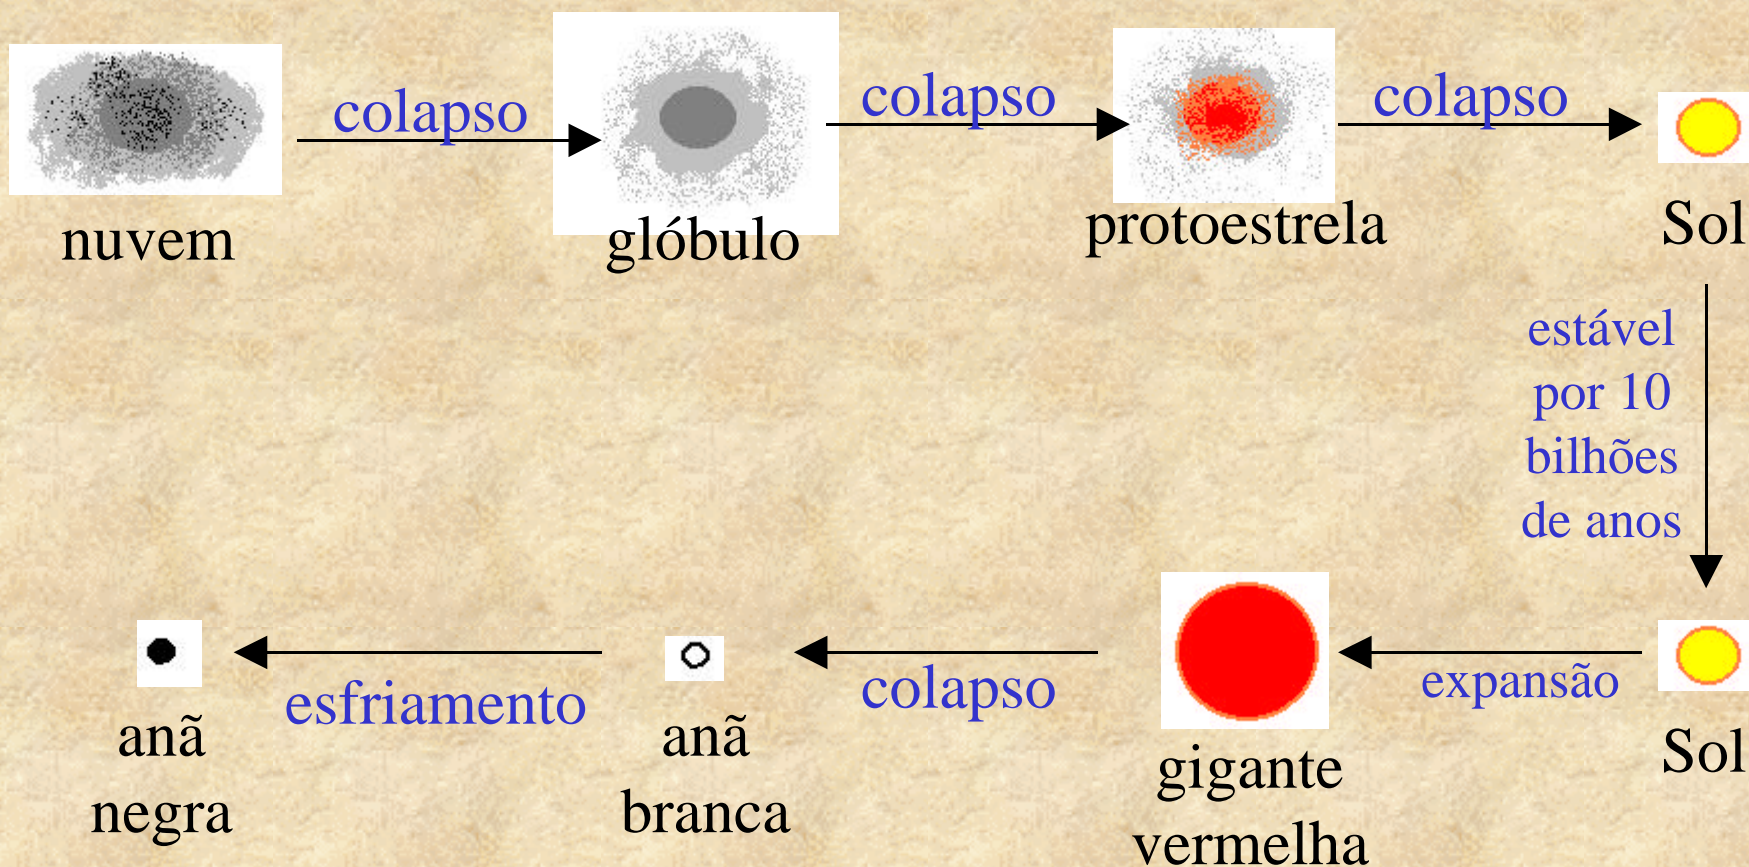 colapso
colapso
colapso
nuvem
glóbulo
protoestrela
Sol
estável
por 10
bilhões
de anos
esfriamento
colapso
expansão
anã
negra
anã
branca
gigante
vermelha
Sol